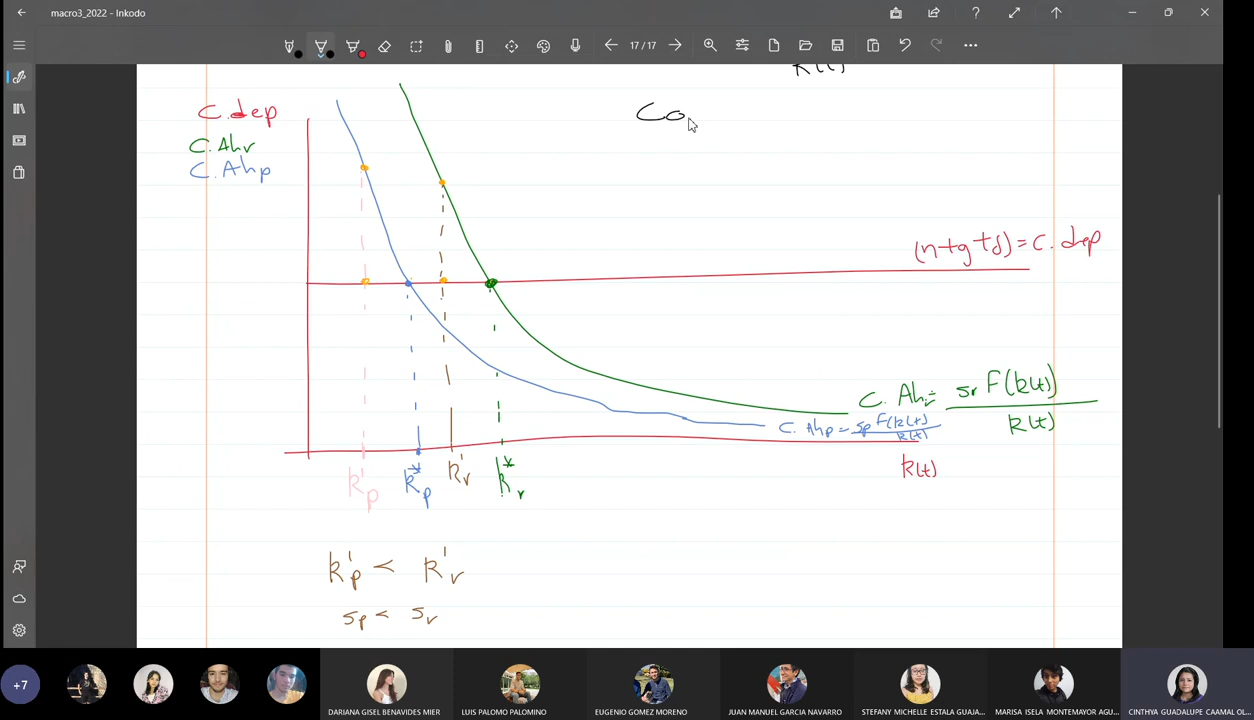 macro3_2022 - Inkodo
17/17
k(t)
C.dep
C.Ahr
C.Ahp
Co
(n+g+δ)=C.dep
C. Ahr= sr F(k(t)) / k(t)
C. Ahp= sp F(k(t)) / k(t)
k(t)
k'p
k*p
k'r
k*r
k'p < k'r
sp < sr
+7
DARIANA GISEL BENAVIDES MIER
LUIS PALOMO PALOMINO
EUGENIO GOMEZ MORENO
JUAN MANUEL GARCIA NAVARRO
STEFANY MICHELLE ESTALA GUAJA...
MARISA ISELA MONTEMAYOR AGU...
CINTHYA GUADALUPE CAAMAL OL...